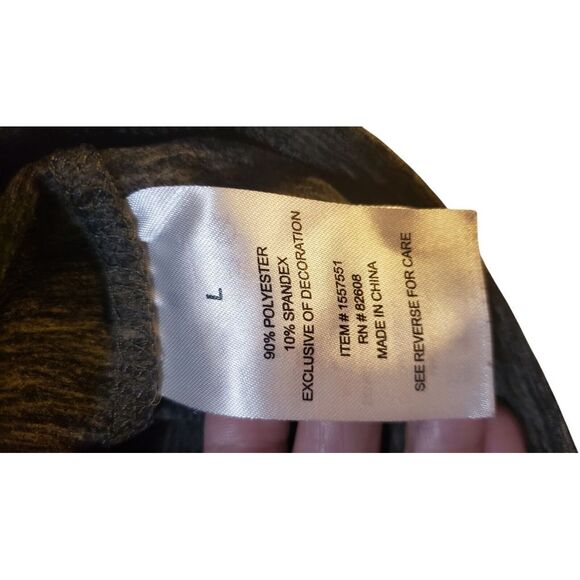 L
90% POLYESTER
10% SPANDEX
EXCLUSIVE OF DECORATION
ITEM # 1557551
RN # 82608
MADE IN CHINA
SEE REVERSE FOR CARE